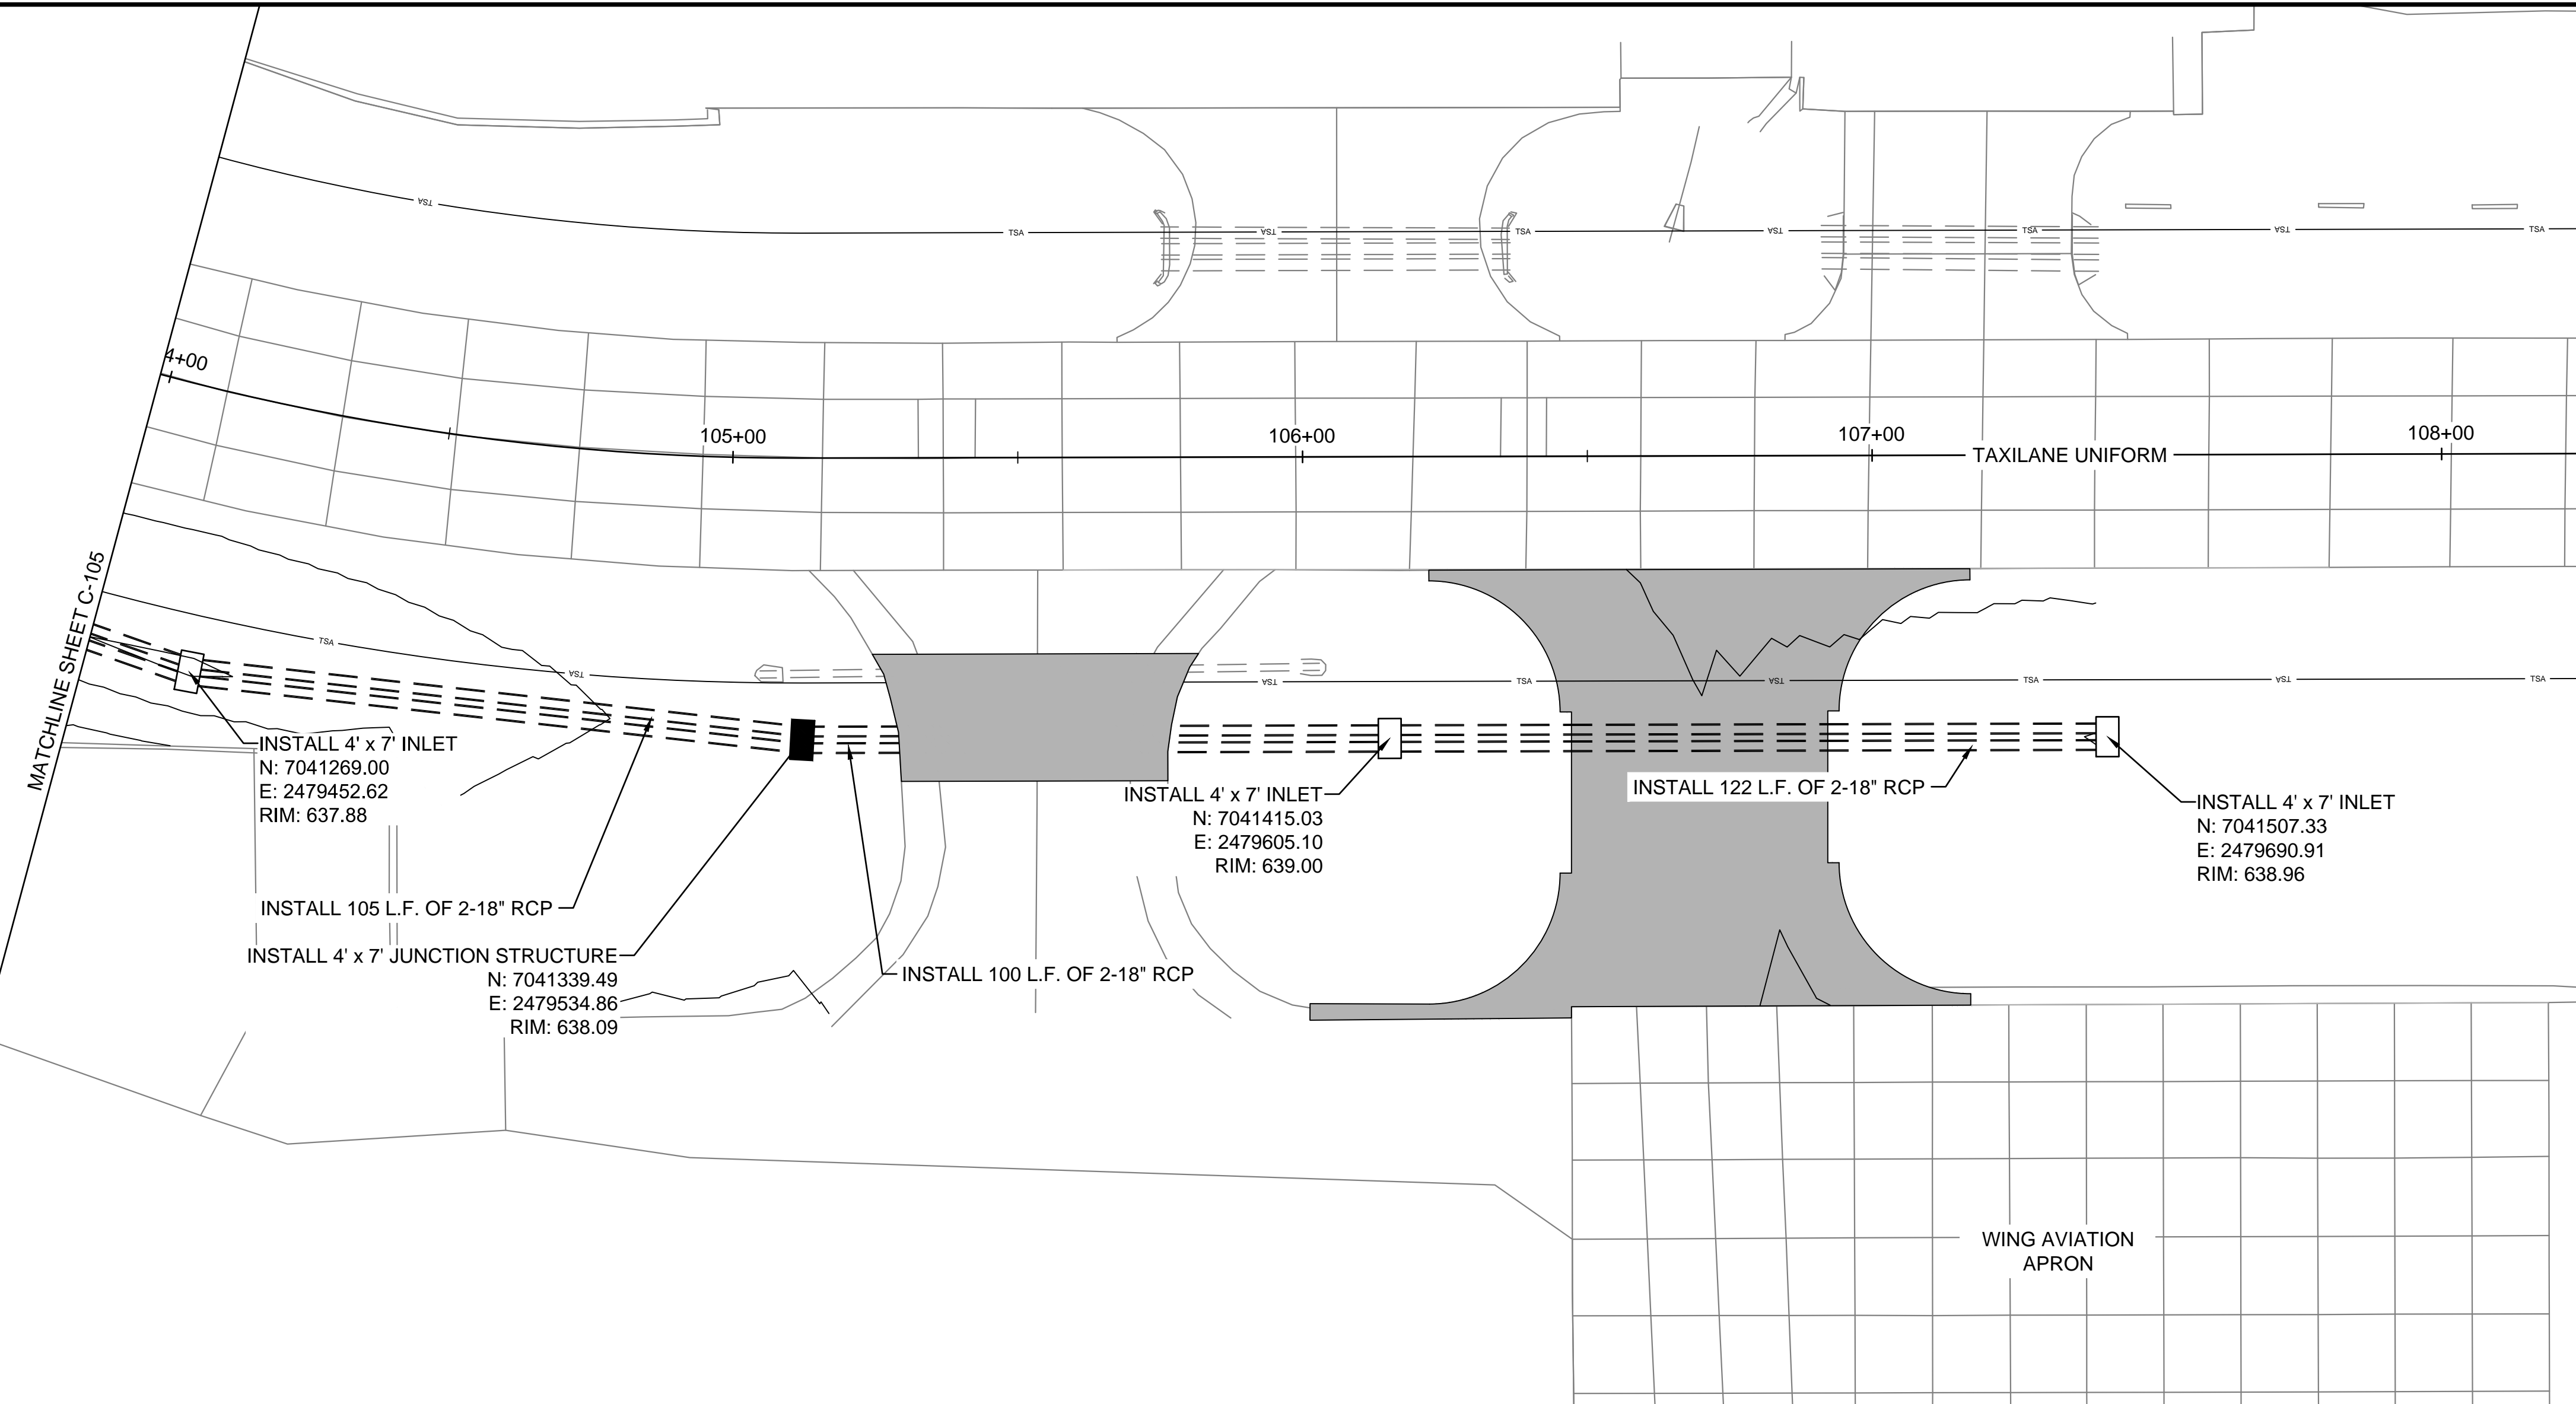 TSA
TSA
TSA
TSA
TSA
TSA
TSA
TSA
4+00
105+00
106+00
107+00
108+00
TAXILANE UNIFORM
MATCHLINE SHEET C-105
TSA
TSA
TSA
TSA
TSA
TSA
TSA
TSA
INSTALL 4' x 7' INLET
N: 7041269.00
E: 2479452.62
RIM: 637.88
INSTALL 105 L.F. OF 2-18" RCP
INSTALL 4' x 7' JUNCTION STRUCTURE
N: 7041339.49
E: 2479534.86
RIM: 638.09
INSTALL 100 L.F. OF 2-18" RCP
INSTALL 4' x 7' INLET
N: 7041415.03
E: 2479605.10
RIM: 639.00
INSTALL 122 L.F. OF 2-18" RCP
INSTALL 4' x 7' INLET
N: 7041507.33
E: 2479690.91
RIM: 638.96
WING AVIATION
APRON